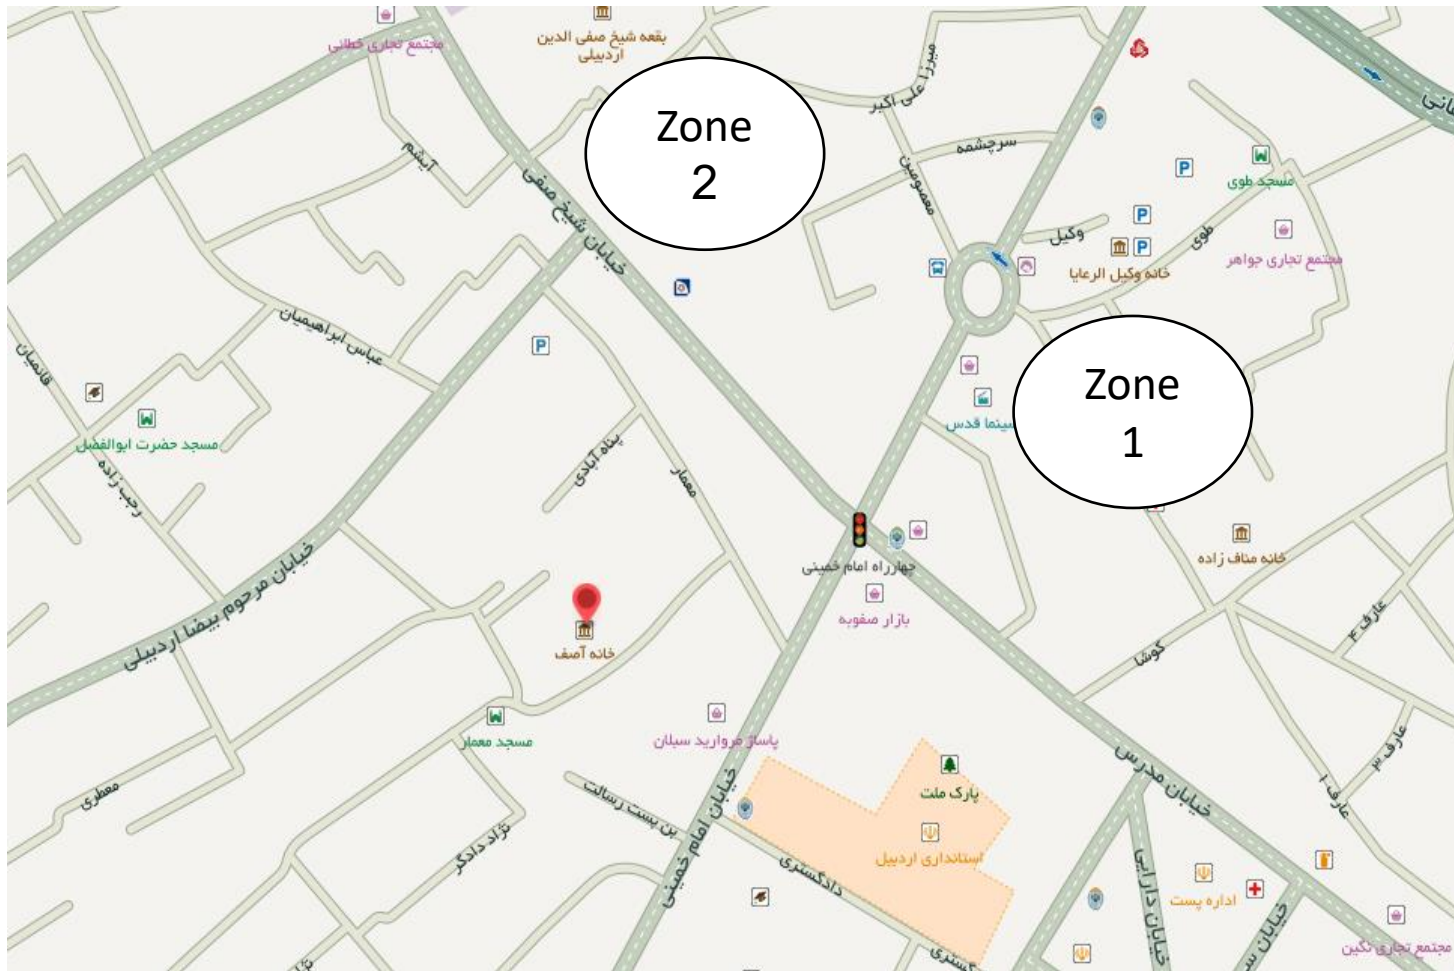 مجتمع تجاری خطائی
بقعه شیخ صفی الدین
اردبیلی
میرزا علی اکبر
Zone
2
سرچشمه
معصومین
آیشم
خیابان شیخ صفی
P
مسجد طوی
P
وکیل
طوی
P
خانه وکیل الرعایا
مجتمع تجاری جواهر
عباس ابراهیمیان
قائمیان
P
Zone
1
سینما قدس
مسجد حضرت ابوالفضل
رجب زاده
پناه آبادی
معمار
چهارراه امام خمینی
بازار صفویه
خانه مناف زاده
خیابان مرحوم بیضا اردبیلی
خانه آصف
عارف ۴
کوشا
مسجد معمار
پاساژ مروارید سبلان
عارف ۳
خیابان مدرس
معطری
بن بست رسالت
خیابان امام خمینی
پارک ملت
عارف ۱
نژاد دادگر
استانداری اردبیل
دادگستری
خیابان دارایی
اداره پست
مجتمع تجاری نگین